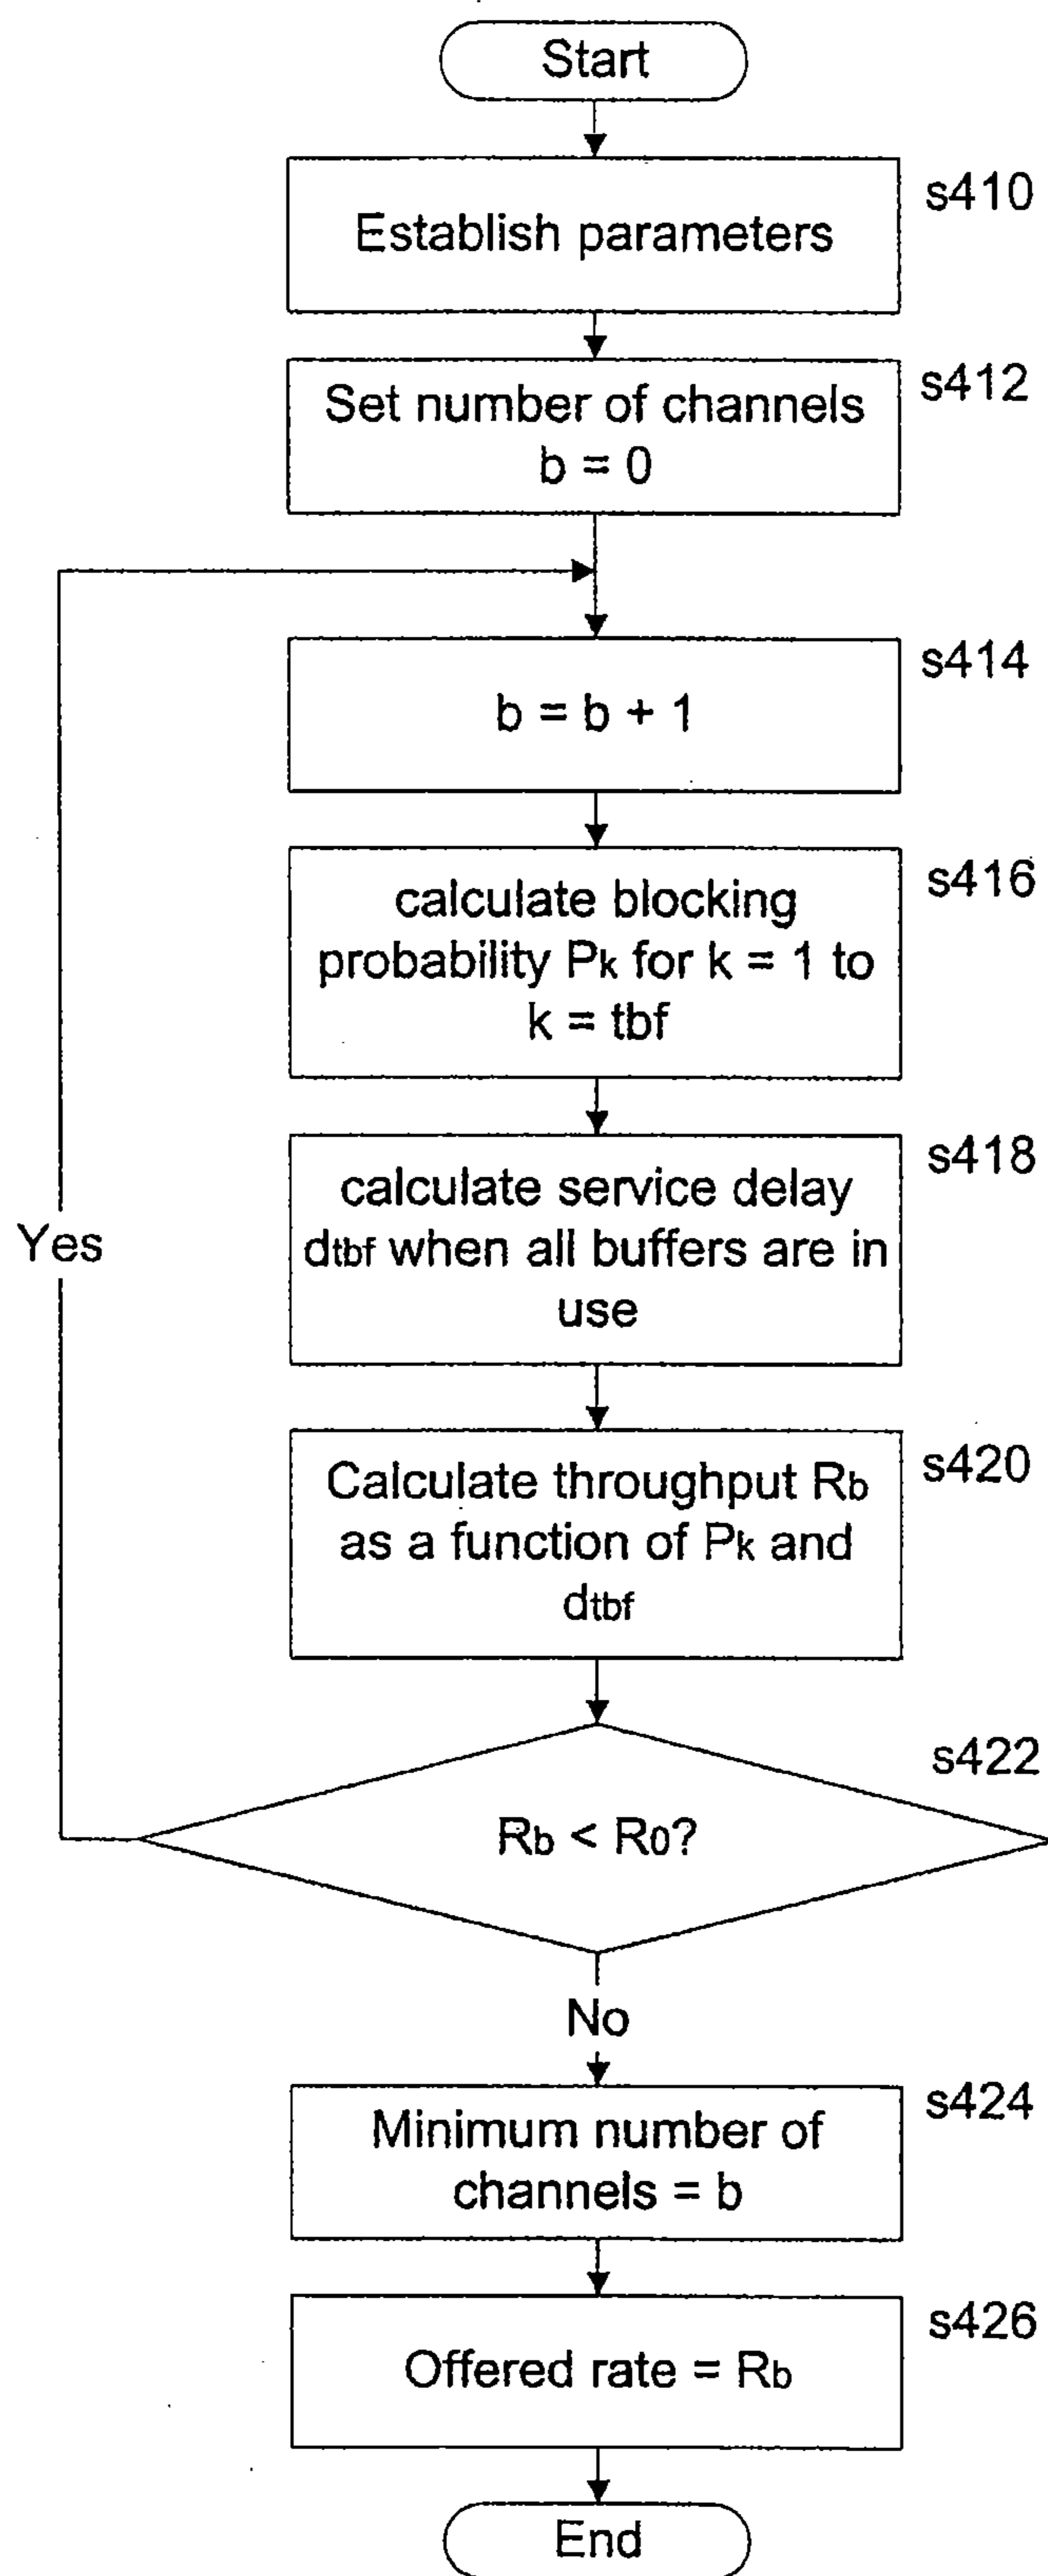 Start
s410
Establish parameters
s412
Set number of channels
b = 0
s414
b = b + 1
s416
calculate blocking
probability Pk for k = 1 to
k = tbf
s418
calculate service delay
dtbf when all buffers are in
use
Yes
s420
Calculate throughput Rb
as a function of Pk and
dtbf
s422
Rb < R0?
No
s424
Minimum number of
channels = b
s426
Offered rate = Rb
End